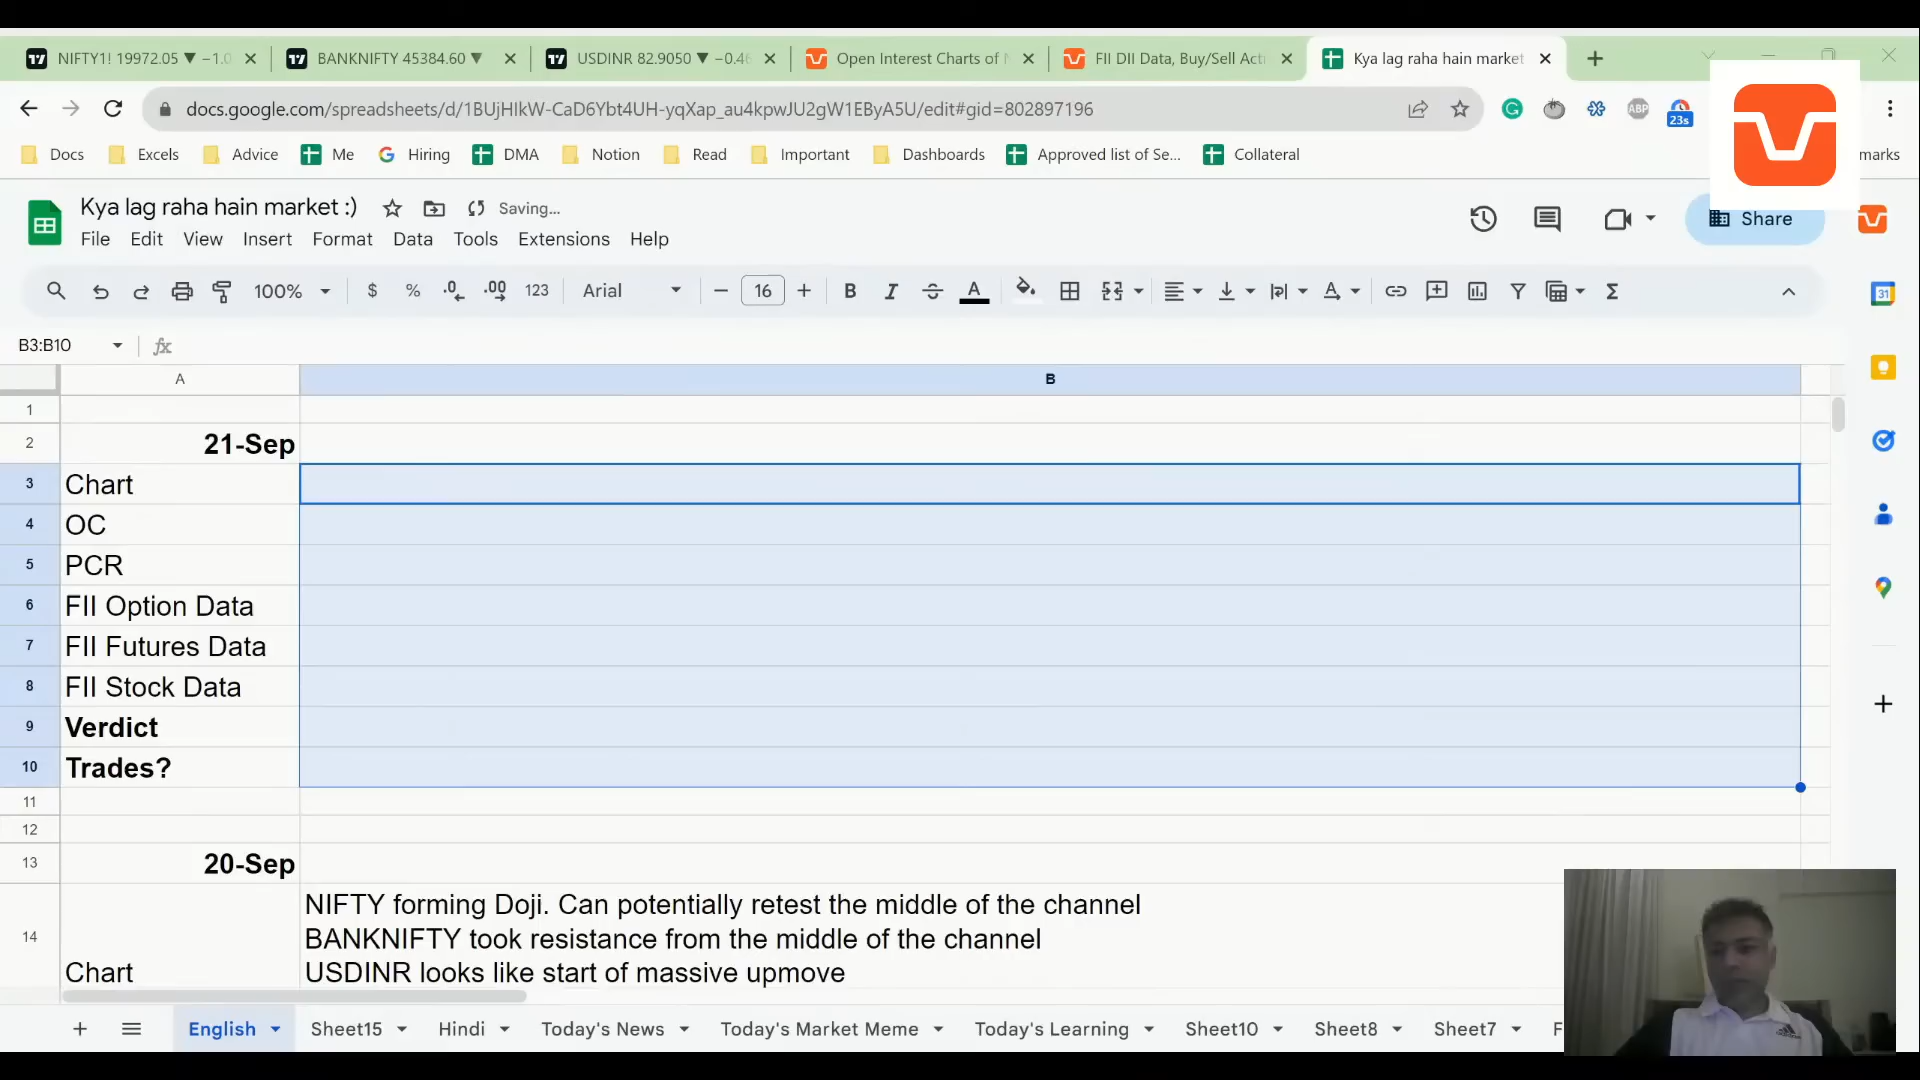 NIFTY1! 19972.05 ▼ −1.0
BANKNIFTY 45384.60 ▼
USDINR 82.9050 ▼ −0.46
Open Interest Charts of
FII DII Data, Buy/Sell Acti
Kya lag raha hain market
docs.google.com/spreadsheets/d/1BUjHIkW-CaD6Ybt4UH-yqXap_au4kpwJU2gW1EByA5U/edit#gid=802897196
ABP
23s
Docs
Excels
Advice
Me
Hiring
DMA
Notion
Read
Important
Dashboards
Approved list of Se...
Collateral
marks
Kya lag raha hain market :)
Saving...
File Edit View Insert Format Data Tools Extensions Help
Share
100%
$ % .0 .00 123
Arial
16
B I A
31
B3:B10
fx
A B
1
2 21-Sep
3 Chart
4 OC
5 PCR
6 FII Option Data
7 FII Futures Data
8 FII Stock Data
9 Verdict
10 Trades?
11
12
13 20-Sep
NIFTY forming Doji. Can potentially retest the middle of the channel
14 BANKNIFTY took resistance from the middle of the channel
Chart USDINR looks like start of massive upmove
English Sheet15 Hindi Today's News Today's Market Meme Today's Learning Sheet10 Sheet8 Sheet7 F